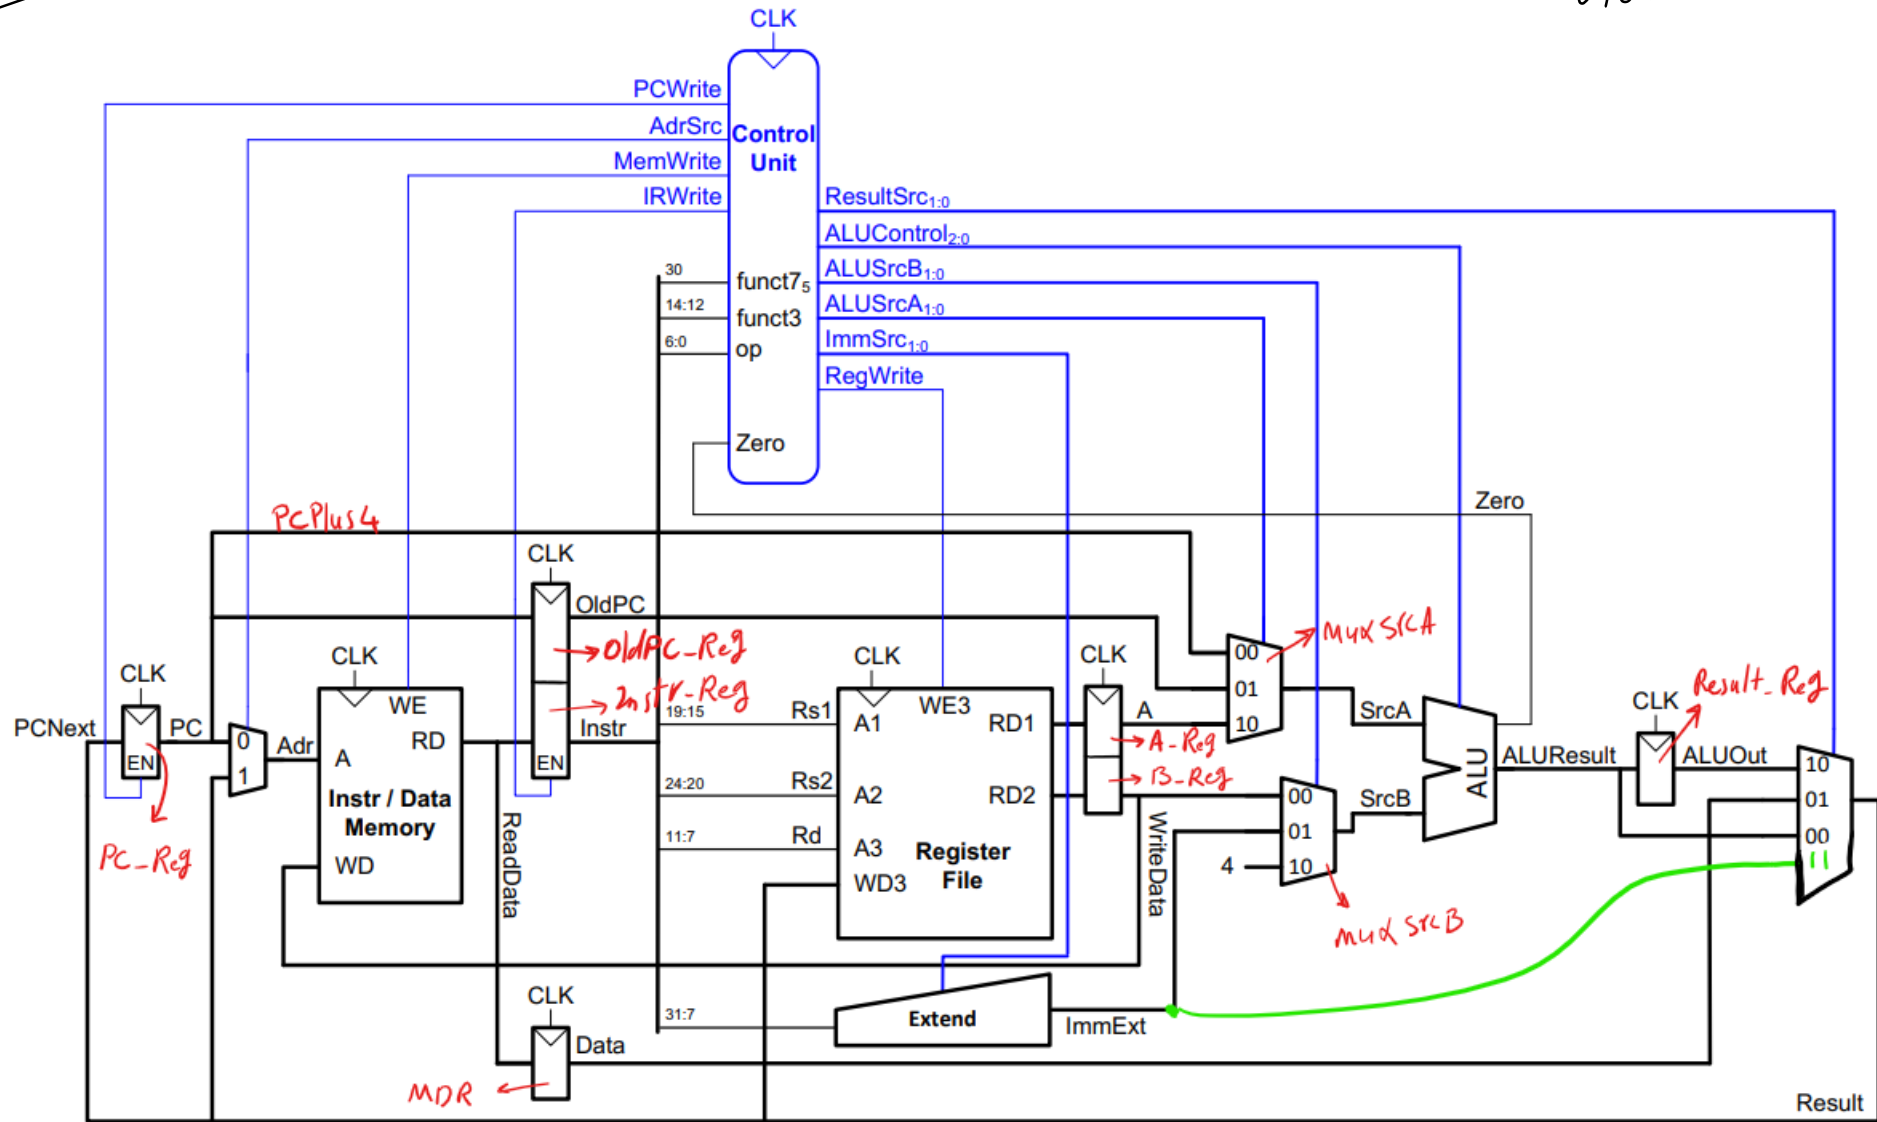 CLK
PCWrite
AdrSrc
MemWrite
IRWrite
Control
Unit
ResultSrc1:0
ALUControl2:0
ALUSrcB1:0
ALUSrcA1:0
ImmSrc1:0
RegWrite
30
funct75
14:12
funct3
6:0
op
Zero
Zero
PCPlus4
CLK
OldPC
OldPC_Reg
Instr_Reg
Instr
EN
CLK
PCNext
PC
EN
PC_Reg
0
1
Adr
CLK
WE
A
RD
Instr / Data
Memory
WD
ReadData
CLK
Data
MDR
19:15
Rs1
24:20
Rs2
11:7
Rd
31:7
CLK
WE3
A1
RD1
A2
RD2
A3
WD3
Register
File
Extend
ImmExt
CLK
A
A-Reg
B-Reg
WriteData
00
01
10
Mux SrcA
SrcA
00
01
4
10
Mux SrcB
SrcB
ALU
ALUResult
CLK
Result_Reg
ALUOut
10
01
00
11
Result